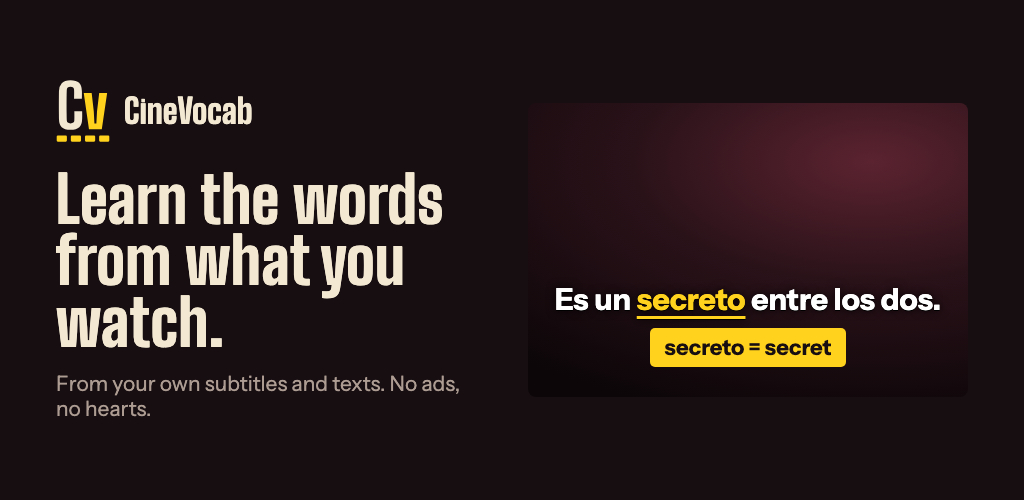 Cv CineVocab
Learn the words
from what you
watch.
From your own subtitles and texts. No ads,
no hearts.
Es un secreto entre los dos.
secreto = secret